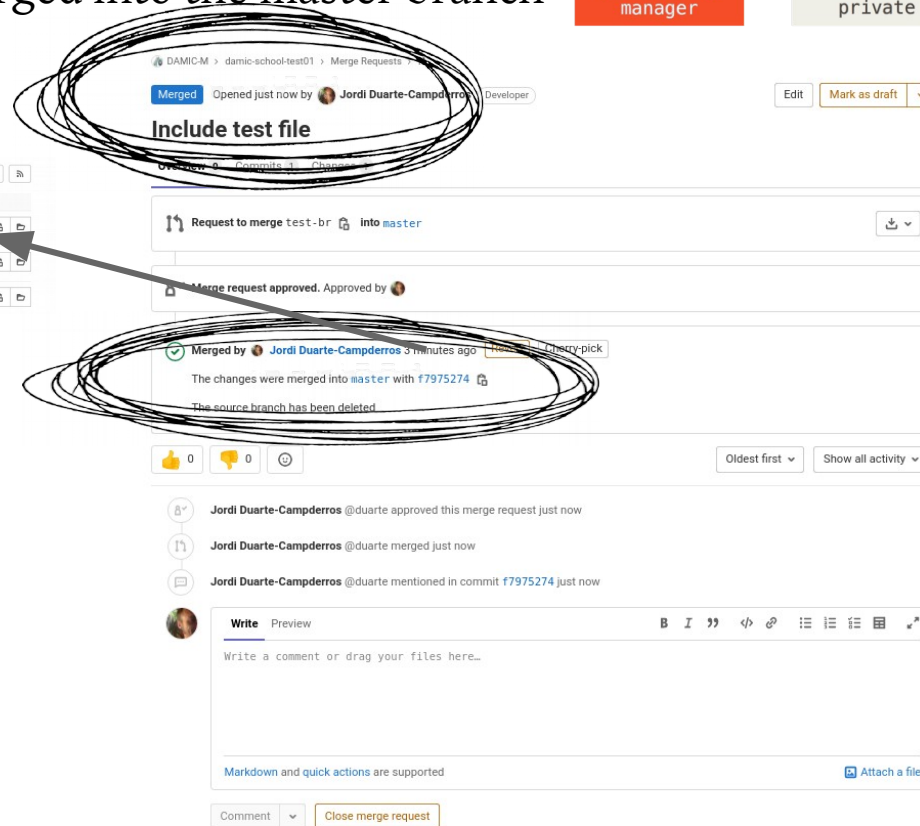 rged into the master branch
manager
private
DAMIC-M > damic-school-test01 > Merge Requests >
Merged Opened just now by Jordi Duarte-Campderros Developer
Edit Mark as draft
Include test file
Overview 0 Commits 1 Changes 1
Request to merge test-br into master
Merge request approved. Approved by
Merged by Jordi Duarte-Campderros 3 minutes ago Revert Cherry-pick
The changes were merged into master with f7975274
The source branch has been deleted
0 0
Oldest first Show all activity
Jordi Duarte-Campderros @duarte approved this merge request just now
Jordi Duarte-Campderros @duarte merged just now
Jordi Duarte-Campderros @duarte mentioned in commit f7975274 just now
Write Preview
Write a comment or drag your files here…
Markdown and quick actions are supported
Attach a file
Comment Close merge request